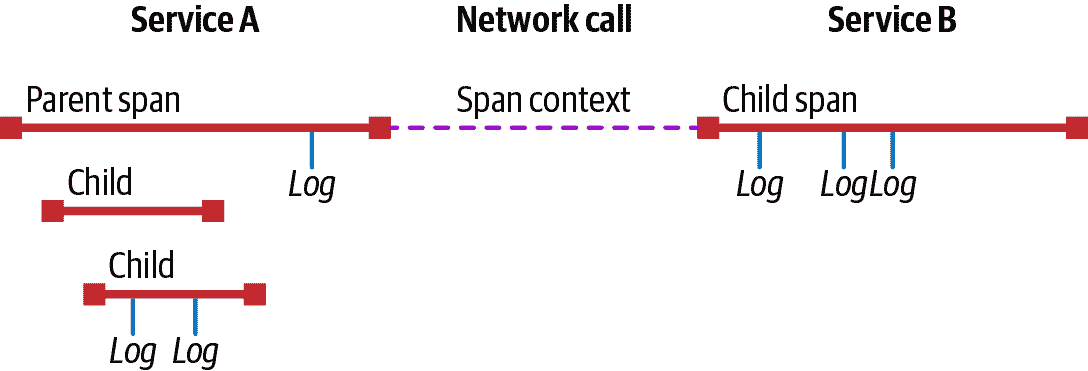 Service A
Network call
Service B
Parent span
Span context
Child span
Log
Log
Log
Log
Child
Child
Log
Log